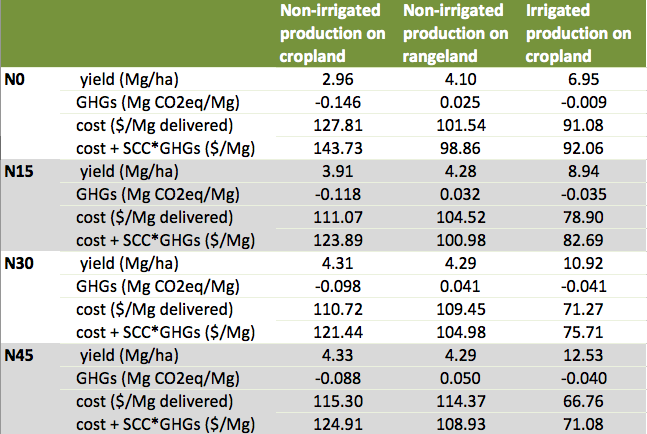 Non-irrigated Non-irrigated Irrigated
production on production on production on
cropland rangeland cropland
N0 yield (Mg/ha) 2.96 4.10 6.95
GHGs (Mg CO2eq/Mg) -0.146 0.025 -0.009
cost ($/Mg delivered) 127.81 101.54 91.08
cost + SCC*GHGs ($/Mg) 143.73 98.86 92.06
N15 yield (Mg/ha) 3.91 4.28 8.94
GHGs (Mg CO2eq/Mg) -0.118 0.032 -0.035
cost ($/Mg delivered) 111.07 104.52 78.90
cost + SCC*GHGs ($/Mg) 123.89 100.98 82.69
N30 yield (Mg/ha) 4.31 4.29 10.92
GHGs (Mg CO2eq/Mg) -0.098 0.041 -0.041
cost ($/Mg delivered) 110.72 109.45 71.27
cost + SCC*GHGs ($/Mg) 121.44 104.98 75.71
N45 yield (Mg/ha) 4.33 4.29 12.53
GHGs (Mg CO2eq/Mg) -0.088 0.050 -0.040
cost ($/Mg delivered) 115.30 114.37 66.76
cost + SCC*GHGs ($/Mg) 124.91 108.93 71.08